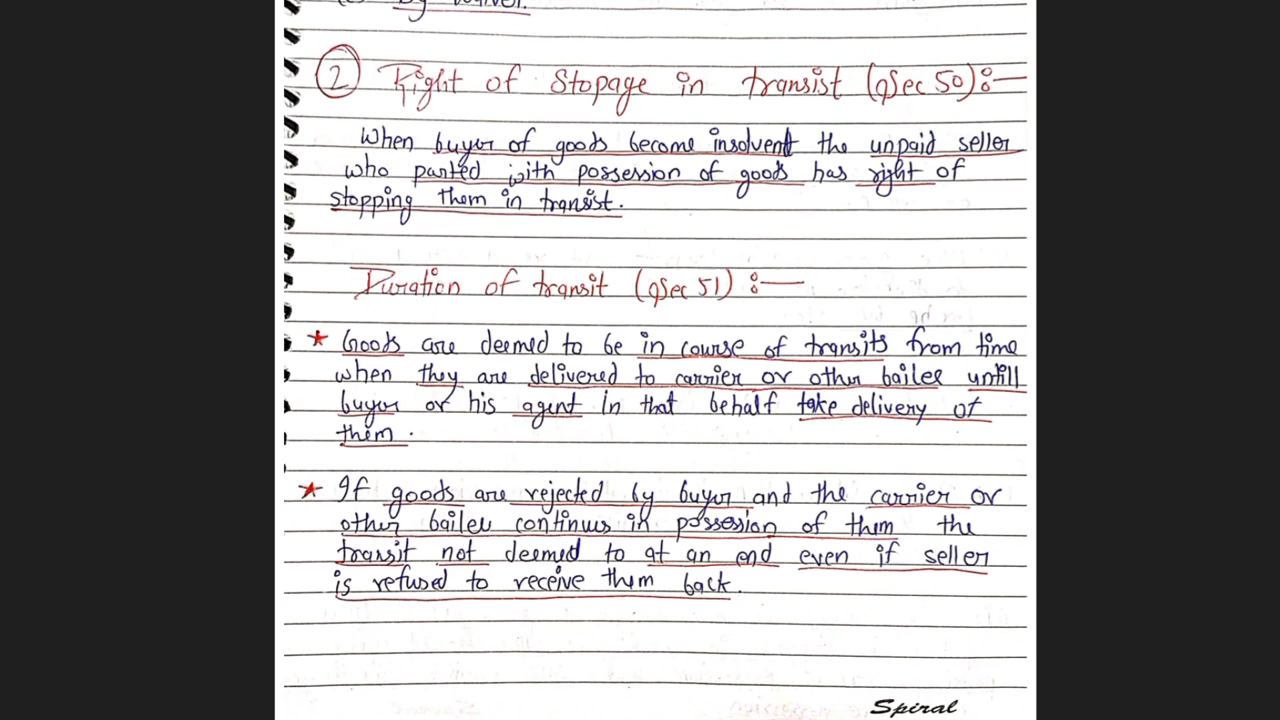 (c) By waiver.
2 Right of Stopage in transist (Sec 50):—
When buyer of goods become insolvent the unpaid seller
who parted with possession of goods has right of
stopping them in transist.
Duration of transit (Sec 51) :—
★ Goods are deemed to be in course of transits from time
when they are delivered to carrier or other bailee untill
buyer or his agent in that behalf take delivery of
them.
★ If goods are rejected by buyer and the carrier or
other bailee continues in possession of them the
transit not deemed to at an end even if seller
is refused to receive them back.
Spiral